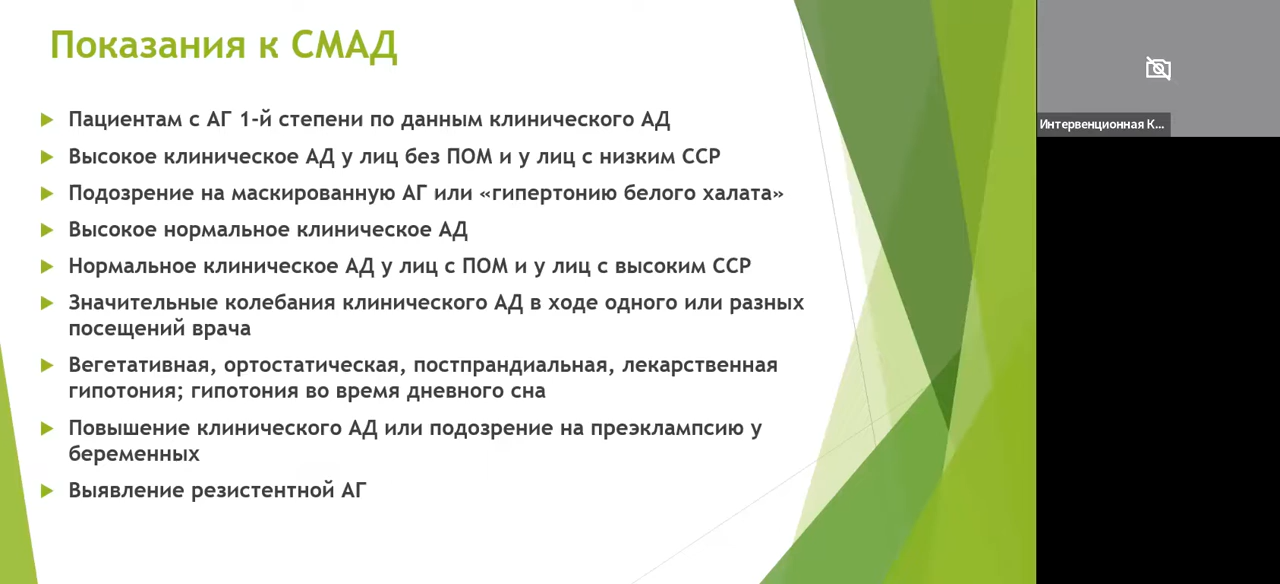 Показания к СМАД
Пациентам с АГ 1-й степени по данным клинического АД
Высокое клиническое АД у лиц без ПОМ и у лиц с низким ССР
Подозрение на маскированную АГ или «гипертонию белого халата»
Высокое нормальное клиническое АД
Нормальное клиническое АД у лиц с ПОМ и у лиц с высоким ССР
Значительные колебания клинического АД в ходе одного или разных
посещений врача
Вегетативная, ортостатическая, постпрандиальная, лекарственная
гипотония; гипотония во время дневного сна
Повышение клинического АД или подозрение на преэклампсию у
беременных
Выявление резистентной АГ
Интервенционная К...